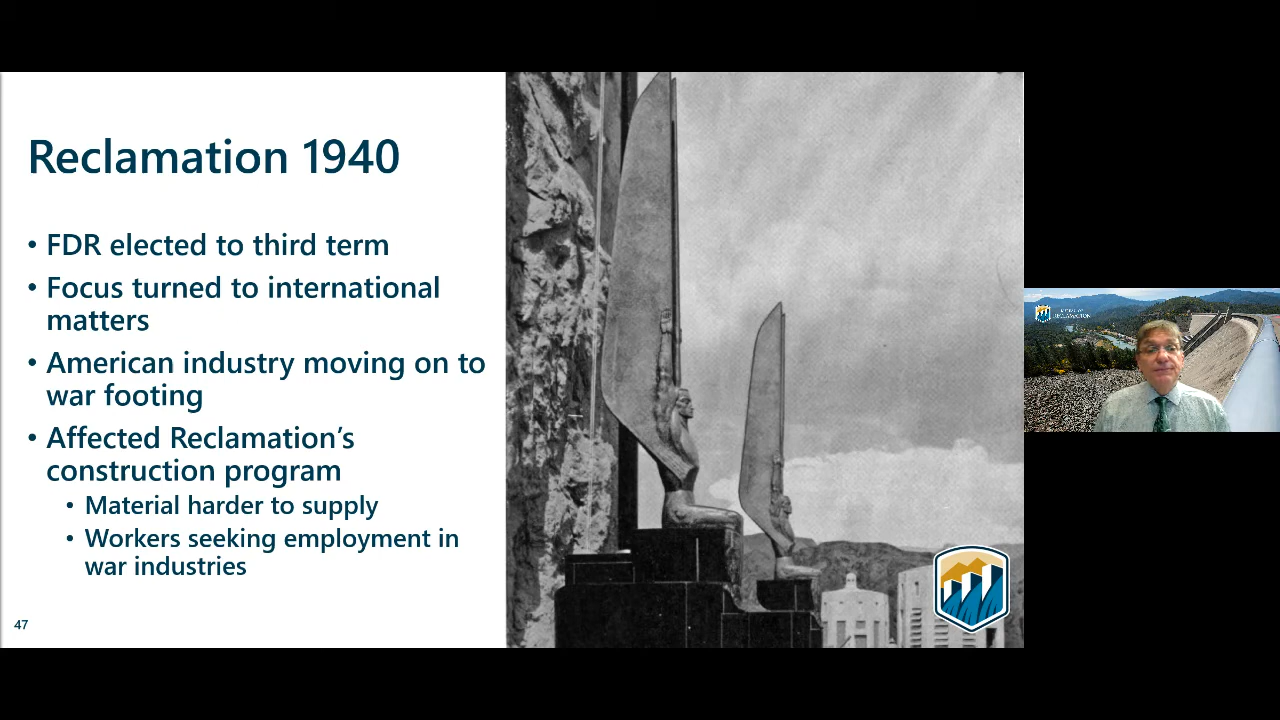 Reclamation 1940
• FDR elected to third term
• Focus turned to international
matters
• American industry moving on to
war footing
• Affected Reclamation’s
construction program
• Material harder to supply
• Workers seeking employment in
war industries
47
RECLAMATION